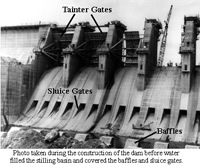 Tainter Gates
Sluice Gates
Baffles
Photo taken during the construction of the dam before water
filled the stilling basin and covered the baffles and sluice gates.